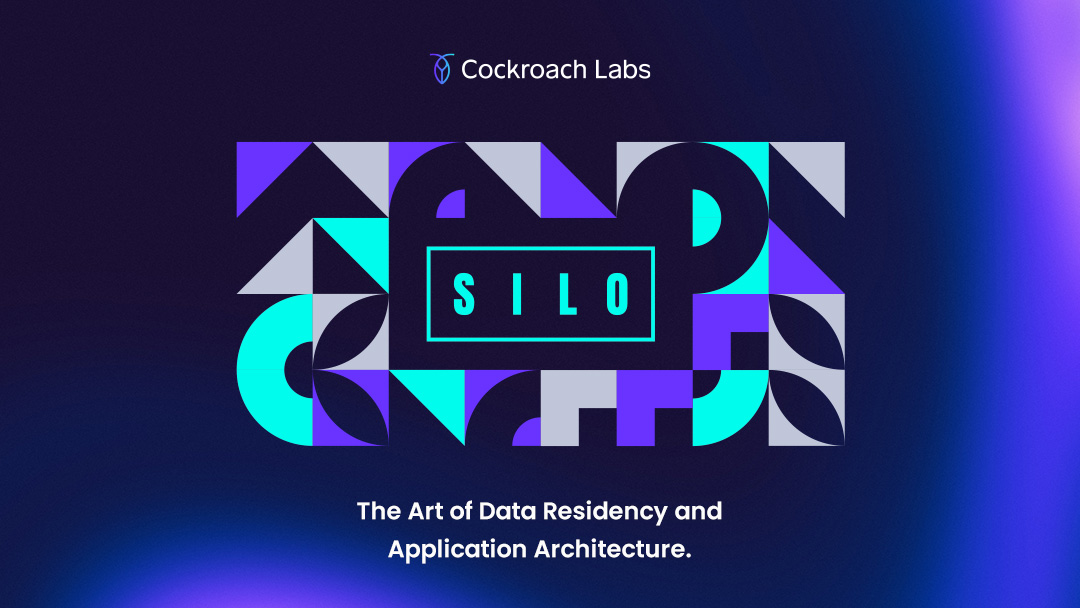 Cockroach Labs
SILO
The Art of Data Residency and
Application Architecture.